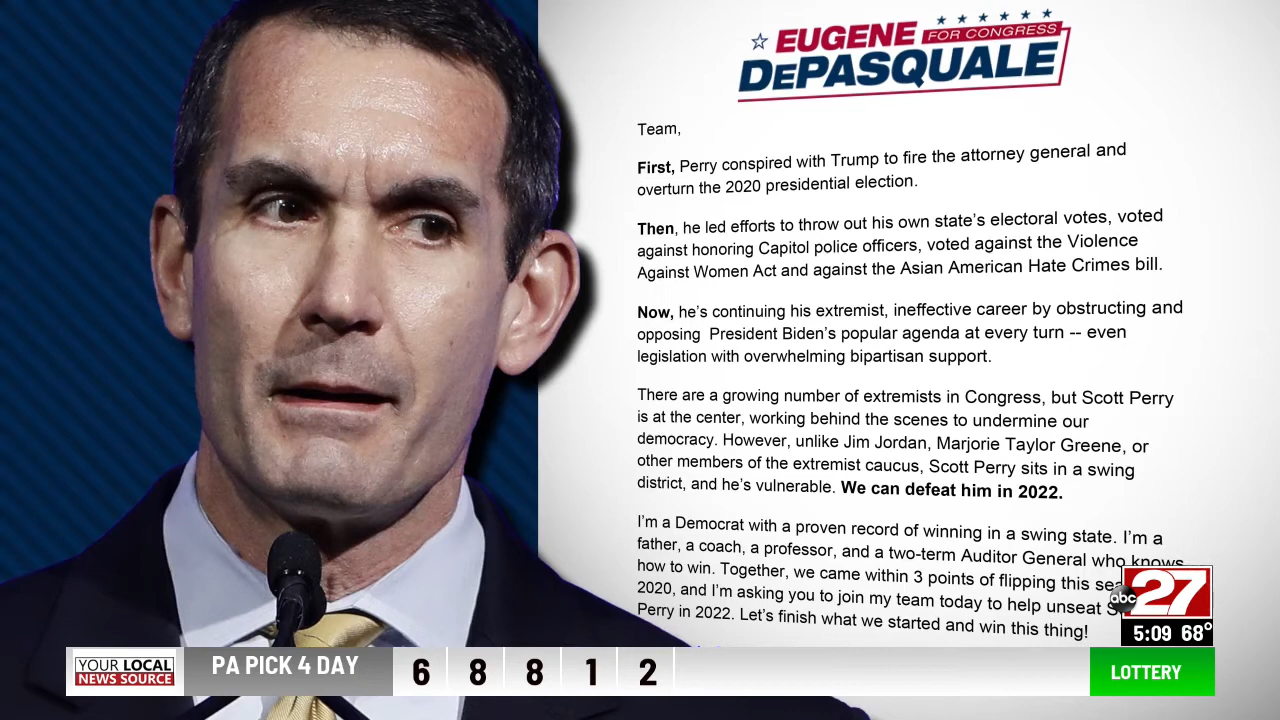 EUGENE FOR CONGRESS
DEPASQUALE
Team,
First, Perry conspired with Trump to fire the attorney general and
overturn the 2020 presidential election.
Then, he led efforts to throw out his own state's electoral votes, voted
against honoring Capitol police officers, voted against the Violence
Against Women Act and against the Asian American Hate Crimes bill.
Now, he's continuing his extremist, ineffective career by obstructing and
opposing President Biden's popular agenda at every turn -- even
legislation with overwhelming bipartisan support.
There are a growing number of extremists in Congress, but Scott Perry
is at the center, working behind the scenes to undermine our
democracy. However, unlike Jim Jordan, Marjorie Taylor Greene, or
other members of the extremist caucus, Scott Perry sits in a swing
district, and he's vulnerable. We can defeat him in 2022.
I'm a Democrat with a proven record of winning in a swing state. I'm a
father, a coach, a professor, and a two-term Auditor General who knows
how to win. Together, we came within 3 points of flipping this
2020, and I'm asking you to join my team today to help unseat
Perry in 2022. Let's finish what we started and win this thing!
abc 27
5:09 68°
YOUR LOCAL
NEWS SOURCE
PA PICK 4 DAY 6 8 8 1 2
LOTTERY